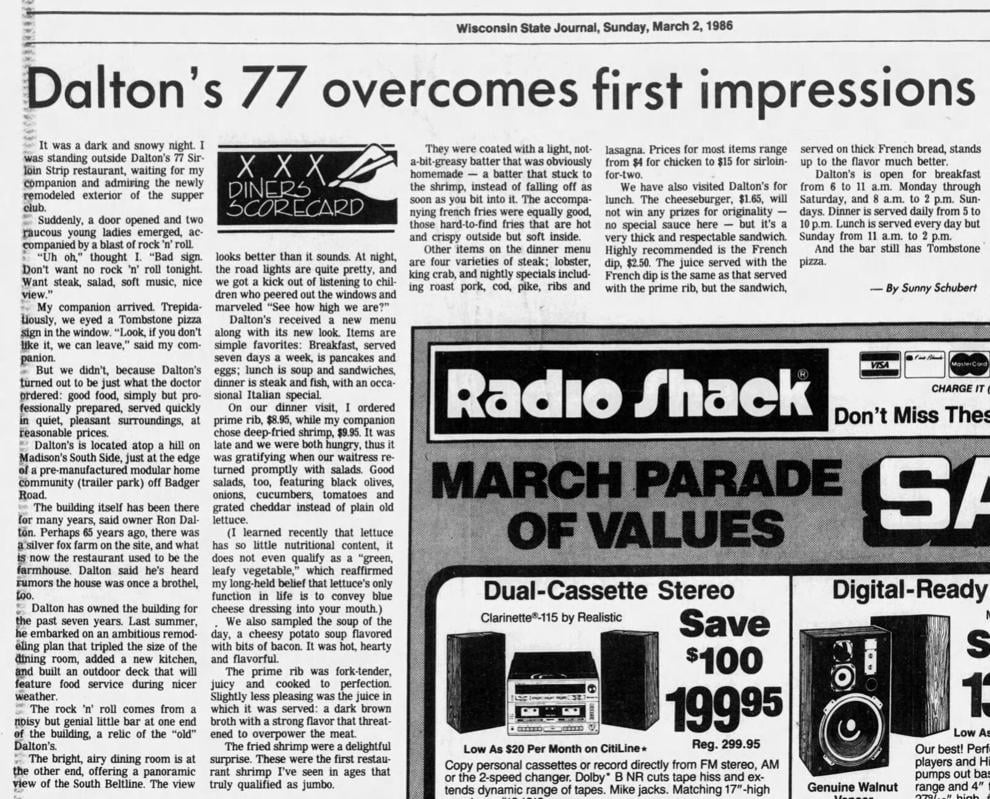 Wisconsin State Journal, Sunday, March 2, 1986
Dalton's 77 overcomes first impressions
It was a dark and snowy night. I
was standing outside Dalton's 77 Sir-
loin Strip restaurant, waiting for my
companion and admiring the newly
remodeled exterior of the supper
club.
Suddenly, a door opened and two
raucous young ladies emerged, ac-
companied by a blast of rock 'n' roll.
"Uh oh," thought I. "Bad sign.
Don't want no rock 'n' roll tonight.
Want steak, salad, soft music, nice
view."
My companion arrived. Trepida-
tiously, we eyed a Tombstone pizza
sign in the window. "Look, if you don't
like it, we can leave," said my com-
panion.
But we didn't, because Dalton's
turned out to be just what the doctor
ordered: good food, simply but pro-
fessionally prepared, served quickly
in quiet, pleasant surroundings, at
reasonable prices.
Dalton's is located atop a hill on
Madison's South Side, just at the edge
of a pre-manufactured modular home
community (trailer park) off Badger
Road.
The building itself has been there
for many years, said owner Ron Dal-
ton. Perhaps 65 years ago, there was
a silver fox farm on the site, and what
is now the restaurant used to be the
farmhouse. Dalton said he's heard
rumors the house was once a brothel,
too.
Dalton has owned the building for
the past seven years. Last summer,
he embarked on an ambitious remod-
eling plan that tripled the size of the
dining room, added a new kitchen,
and built an outdoor deck that will
feature food service during nicer
weather.
The rock 'n' roll comes from a
noisy but genial little bar at one end
of the building, a relic of the "old"
Dalton's.
The bright, airy dining room is at
the other end, offering a panoramic
view of the South Beltline. The view
X X X
DINERS
SCORECARD
looks better than it sounds. At night,
the road lights are quite pretty, and
we got a kick out of listening to chil-
dren who peered out the windows and
marveled "See how high we are?"
Dalton's received a new menu
along with its new look. Items are
simple favorites: Breakfast, served
seven days a week, is pancakes and
eggs; lunch is soup and sandwiches,
dinner is steak and fish, with an occa-
sional Italian special.
On our dinner visit, I ordered
prime rib, $8.95, while my companion
chose deep-fried shrimp, $9.95. It was
late and we were both hungry, thus it
was gratifying when our waitress re-
turned promptly with salads. Good
salads, too, featuring black olives,
onions, cucumbers, tomatoes and
grated cheddar instead of plain old
lettuce.
(I learned recently that lettuce
has so little nutritional content, it
does not even qualify as a "green,
leafy vegetable," which reaffirmed
my long-held belief that lettuce's only
function in life is to convey blue
cheese dressing into your mouth.)
We also sampled the soup of the
day, a cheesy potato soup flavored
with bits of bacon. It was hot, hearty
and flavorful.
The prime rib was fork-tender,
juicy and cooked to perfection.
Slightly less pleasing was the juice in
which it was served: a dark brown
broth with a strong flavor that threat-
ened to overpower the meat.
The fried shrimp were a delightful
surprise. These were the first restau-
rant shrimp I've seen in ages that
truly qualified as jumbo.
They were coated with a light, not-
a-bit-greasy batter that was obviously
homemade — a batter that stuck to
the shrimp, instead of falling off as
soon as you bit into it. The accompa-
nying french fries were equally good,
those hard-to-find fries that are hot
and crispy outside but soft inside.
Other items on the dinner menu
are four varieties of steak; lobster,
king crab, and nightly specials includ-
ing roast pork, cod, pike, ribs and
lasagna. Prices for most items range
from $4 for chicken to $15 for sirloin-
for-two.
We have also visited Dalton's for
lunch. The cheeseburger, $1.65, will
not win any prizes for originality —
no special sauce here — but it's a
very thick and respectable sandwich.
Highly recommended is the French
dip, $2.50. The juice served with the
French dip is the same as that served
with the prime rib, but the sandwich,
served on thick French bread, stands
up to the flavor much better.
Dalton's is open for breakfast
from 6 to 11 a.m. Monday through
Saturday, and 8 a.m. to 2 p.m. Sun-
days. Dinner is served daily from 5 to
10 p.m. Lunch is served every day but
Sunday from 11 a.m. to 2 p.m.
And the bar still has Tombstone
pizza.
— By Sunny Schubert
Radio Shack®
VISA
MasterCard
CHARGE IT (
Don't Miss Thes
MARCH PARADE
OF VALUES
SA
Dual-Cassette Stereo
Clarinette®-115 by Realistic
Save
$100
199 95
Reg. 299.95
Low As $20 Per Month on CitiLine★
Copy personal cassettes or record directly from FM stereo, AM
or the 2-speed changer. Dolby* B NR cuts tape hiss and ex-
tends dynamic range of tapes. Mike jacks. Matching 17"-high
Digital-Ready
S
13
Low As
Our best! Perf
players and Hi
pumps out bas
range and 4" t
Genuine Walnut